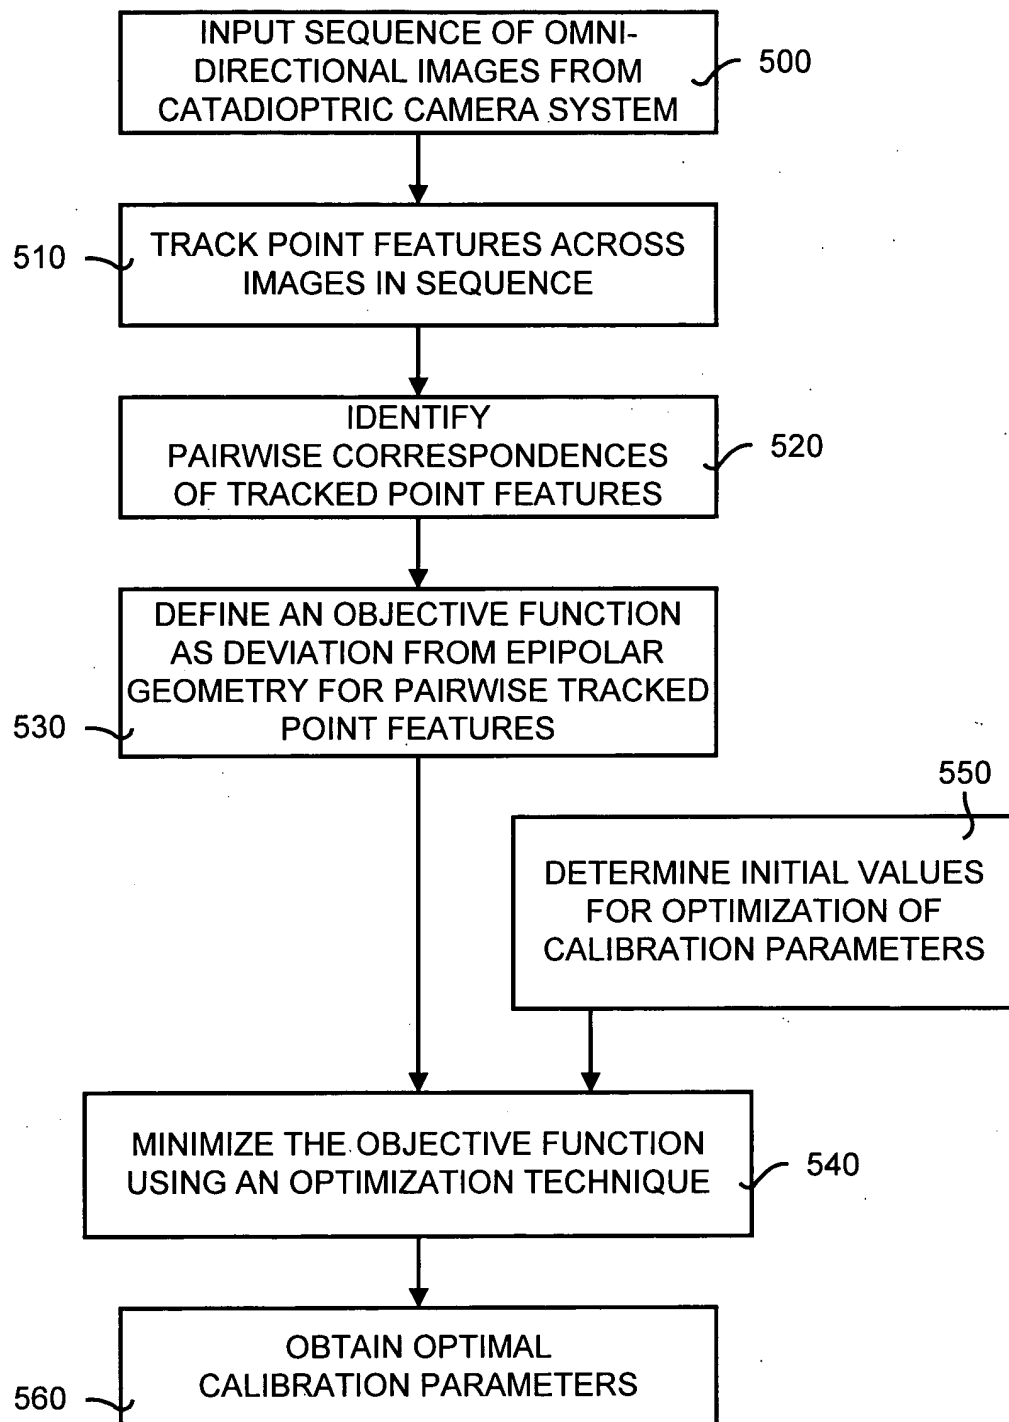 INPUT SEQUENCE OF OMNI-
DIRECTIONAL IMAGES FROM
CATADIOPTRIC CAMERA SYSTEM
500
510
TRACK POINT FEATURES ACROSS
IMAGES IN SEQUENCE
IDENTIFY
PAIRWISE CORRESPONDENCES
OF TRACKED POINT FEATURES
520
DEFINE AN OBJECTIVE FUNCTION
AS DEVIATION FROM EPIPOLAR
GEOMETRY FOR PAIRWISE TRACKED
POINT FEATURES
530
550
DETERMINE INITIAL VALUES
FOR OPTIMIZATION OF
CALIBRATION PARAMETERS
MINIMIZE THE OBJECTIVE FUNCTION
USING AN OPTIMIZATION TECHNIQUE
540
OBTAIN OPTIMAL
CALIBRATION PARAMETERS
560